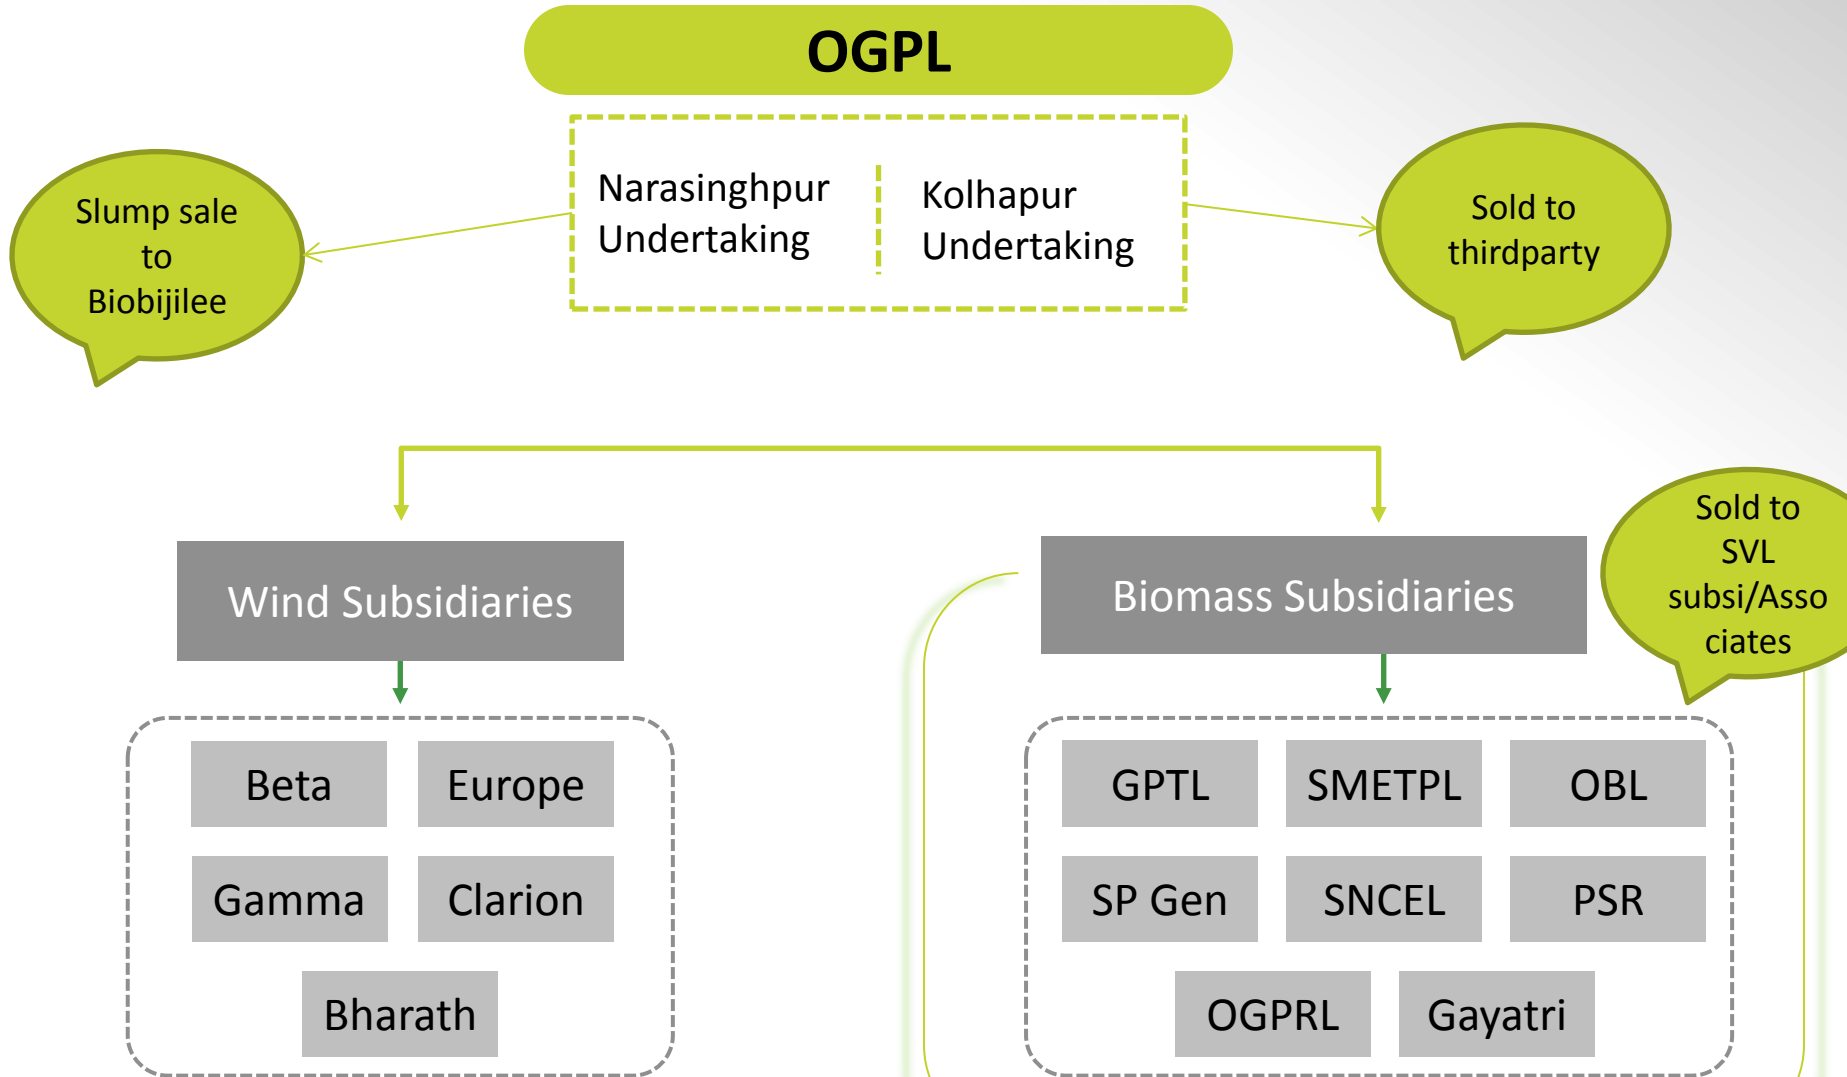 OGPL
Slump sale
to
Biobijilee
Narasinghpur
Undertaking
Kolhapur
Undertaking
Sold to
thirdparty
Wind Subsidiaries
Biomass Subsidiaries
Sold to
SVL
subsi/Asso
ciates
Beta
Europe
Gamma
Clarion
Bharath
GPTL
SMETPL
OBL
SP Gen
SNCEL
PSR
OGPRL
Gayatri